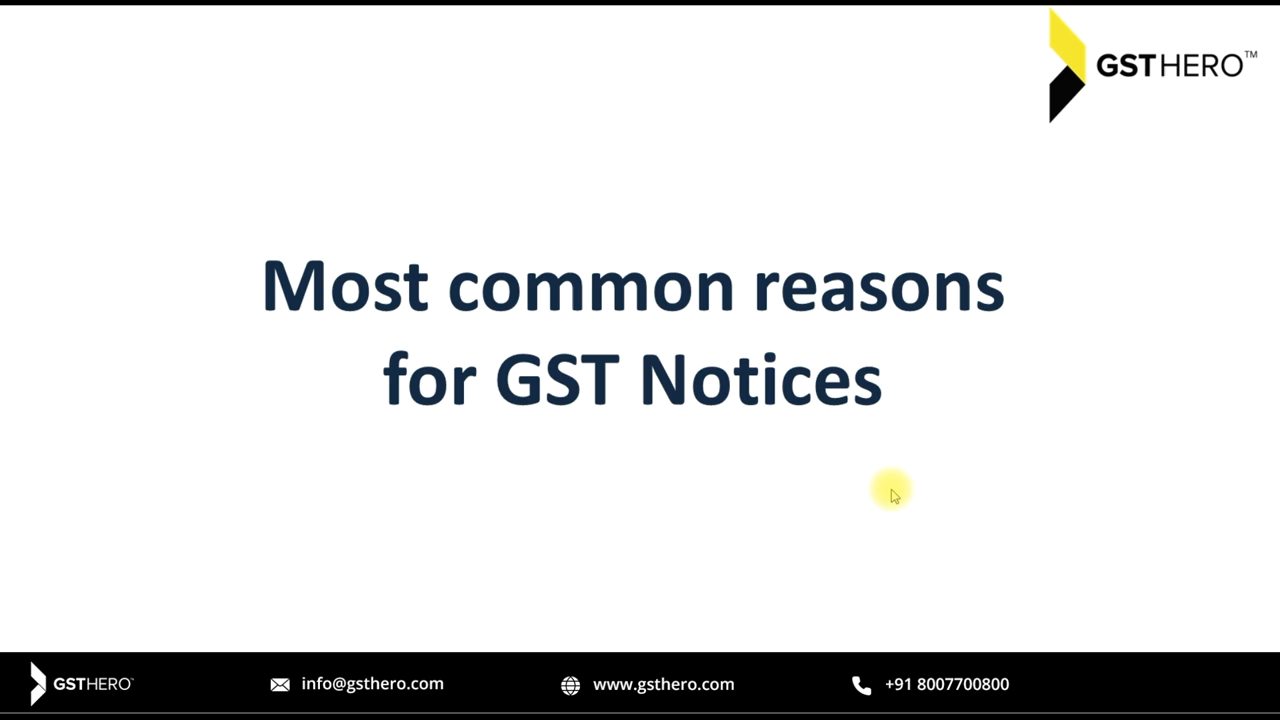 GSTHERO™
Most common reasons
for GST Notices
GSTHERO™
info@gsthero.com
www.gsthero.com
+91 8007700800